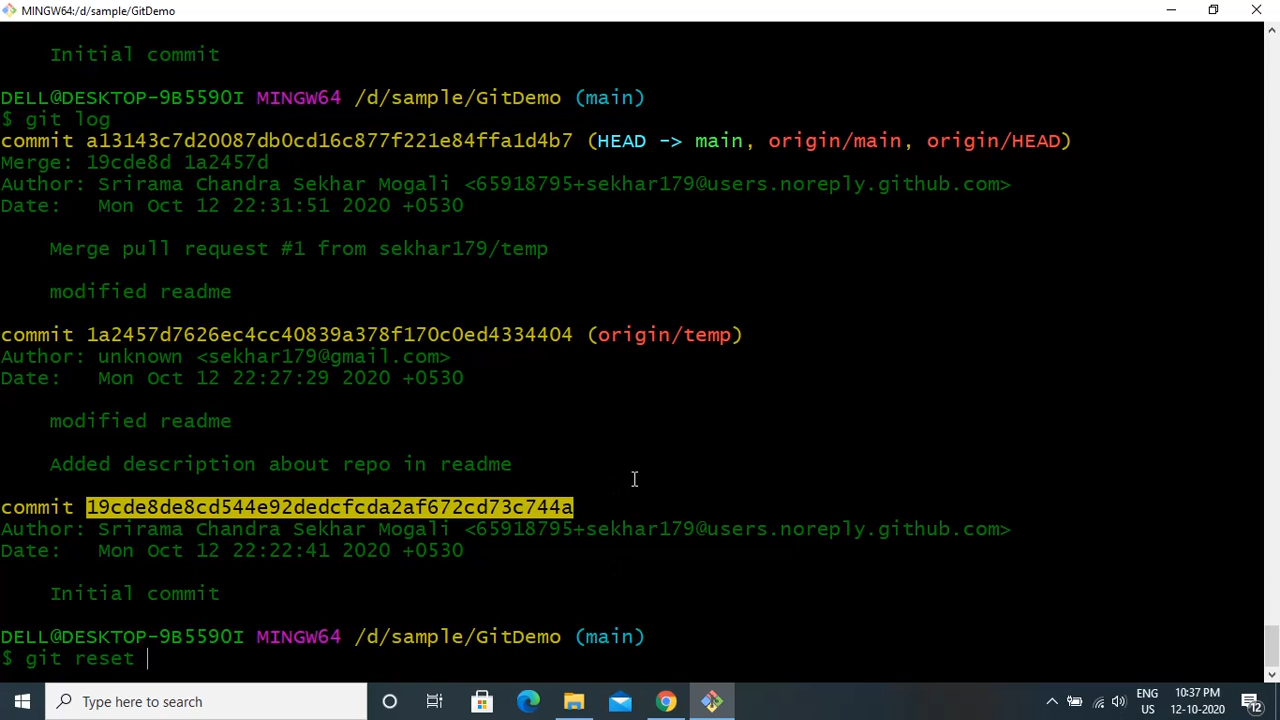 MINGW64:/d/sample/GitDemo
Initial commit
DELL@DESKTOP-9B5590I MINGW64 /d/sample/GitDemo (main)
$ git log
commit a13143c7d20087db0cd16c877f221e84ffa1d4b7 (HEAD -> main, origin/main, origin/HEAD)
Merge: 19cde8d 1a2457d
Author: Srirama Chandra Sekhar Mogali <65918795+sekhar179@users.noreply.github.com>
Date:   Mon Oct 12 22:31:51 2020 +0530
Merge pull request #1 from sekhar179/temp
modified readme
commit 1a2457d7626ec4cc40839a378f170c0ed4334404 (origin/temp)
Author: unknown <sekhar179@gmail.com>
Date:   Mon Oct 12 22:27:29 2020 +0530
modified readme
Added description about repo in readme
commit 19cde8de8cd544e92dedcfcda2af672cd73c744a
Author: Srirama Chandra Sekhar Mogali <65918795+sekhar179@users.noreply.github.com>
Date:   Mon Oct 12 22:22:41 2020 +0530
Initial commit
DELL@DESKTOP-9B5590I MINGW64 /d/sample/GitDemo (main)
$ git reset
Type here to search
ENG
US
10:37 PM
12-10-2020
12